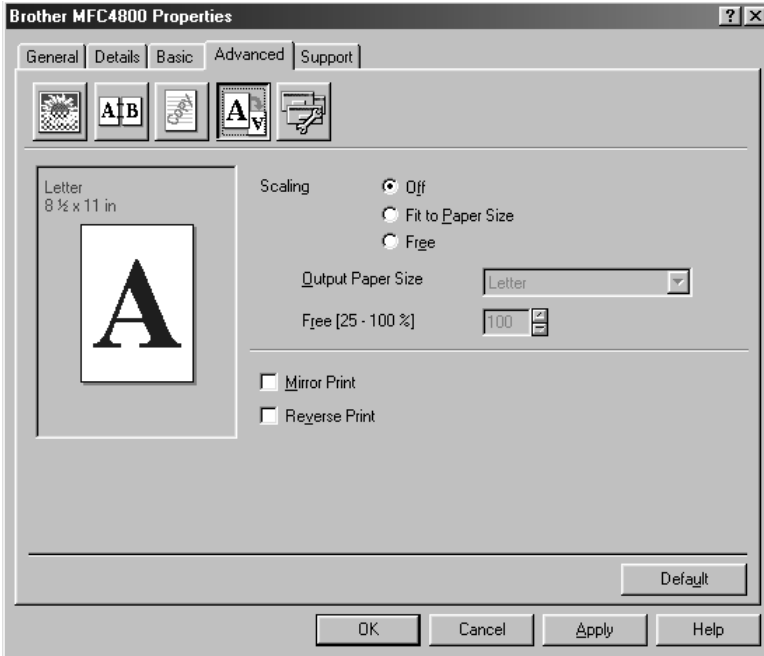 Brother MFC4800 Properties
General Details Basic Advanced Support
A B Copy A A
Letter
8 ½ x 11 in
A
Scaling Off
Fit to Paper Size
Free
Output Paper Size Letter
Free [25 - 100 %] 100
Mirror Print
Reverse Print
Default
OK Cancel Apply Help